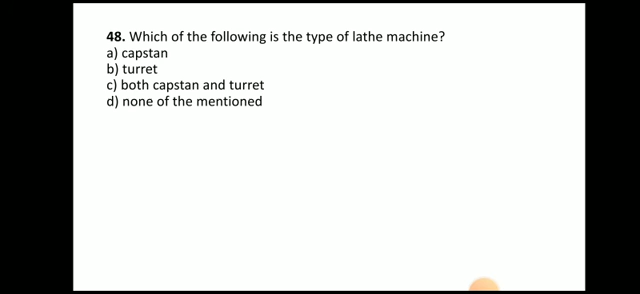 48. Which of the following is the type of lathe machine?
a) capstan
b) turret
c) both capstan and turret
d) none of the mentioned